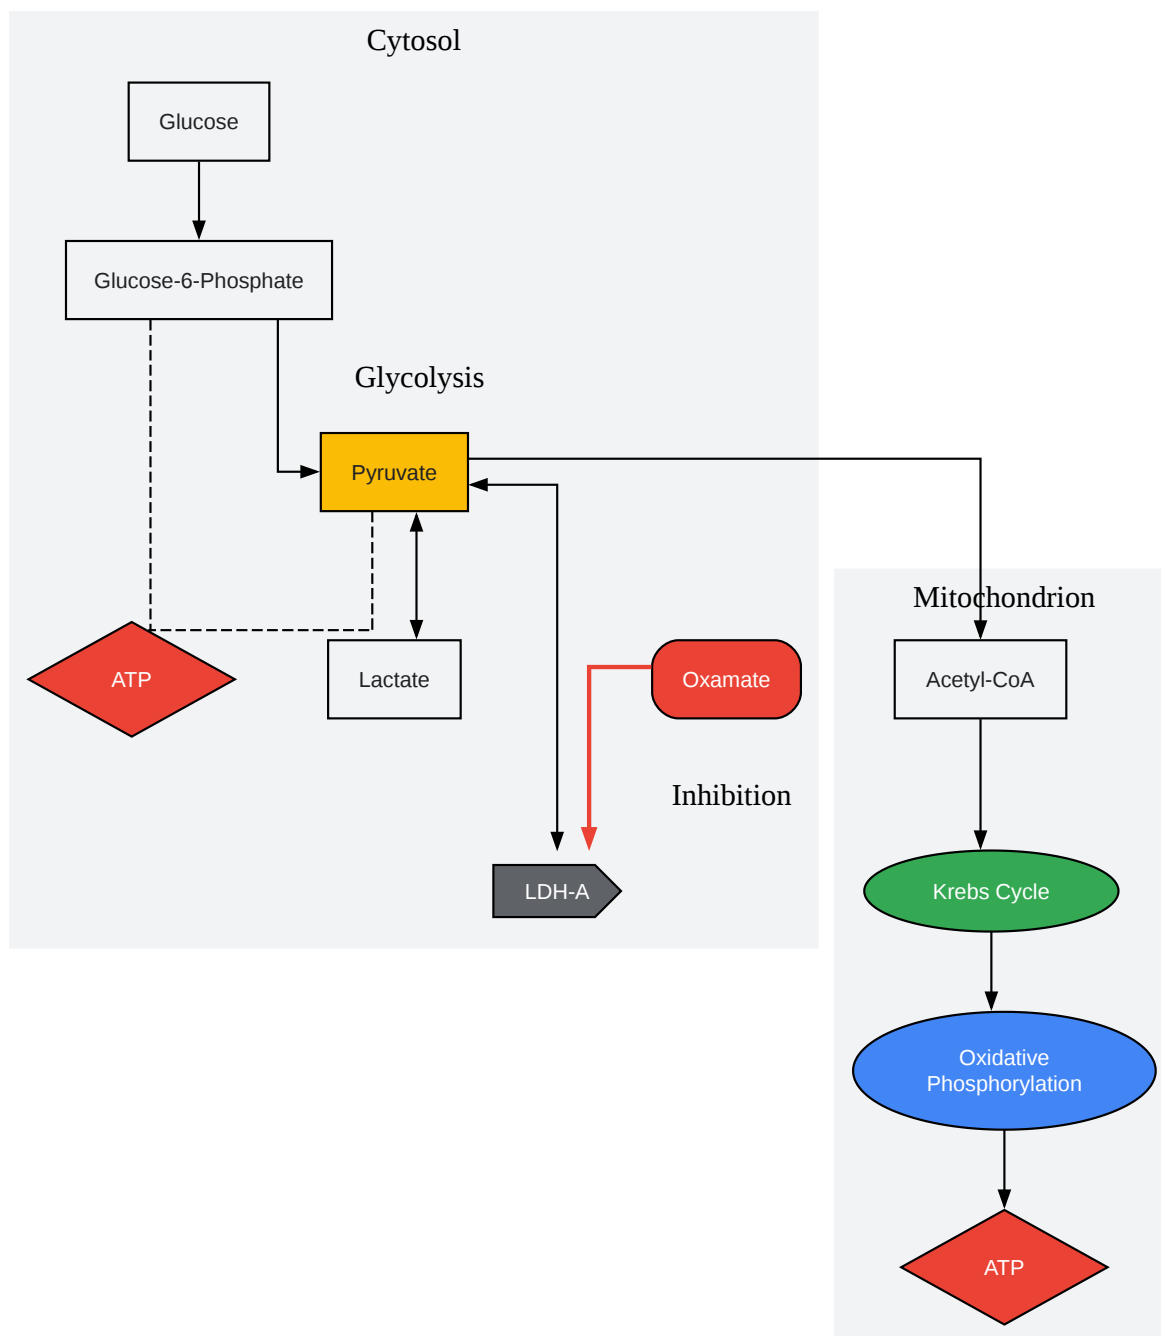 Cytosol
Glucose
Glucose-6-Phosphate
Glycolysis
Pyruvate
Mitochondrion
ATP
Lactate
Oxamate
Acetyl-CoA
Inhibition
LDH-A
Krebs Cycle
Oxidative
Phosphorylation
ATP